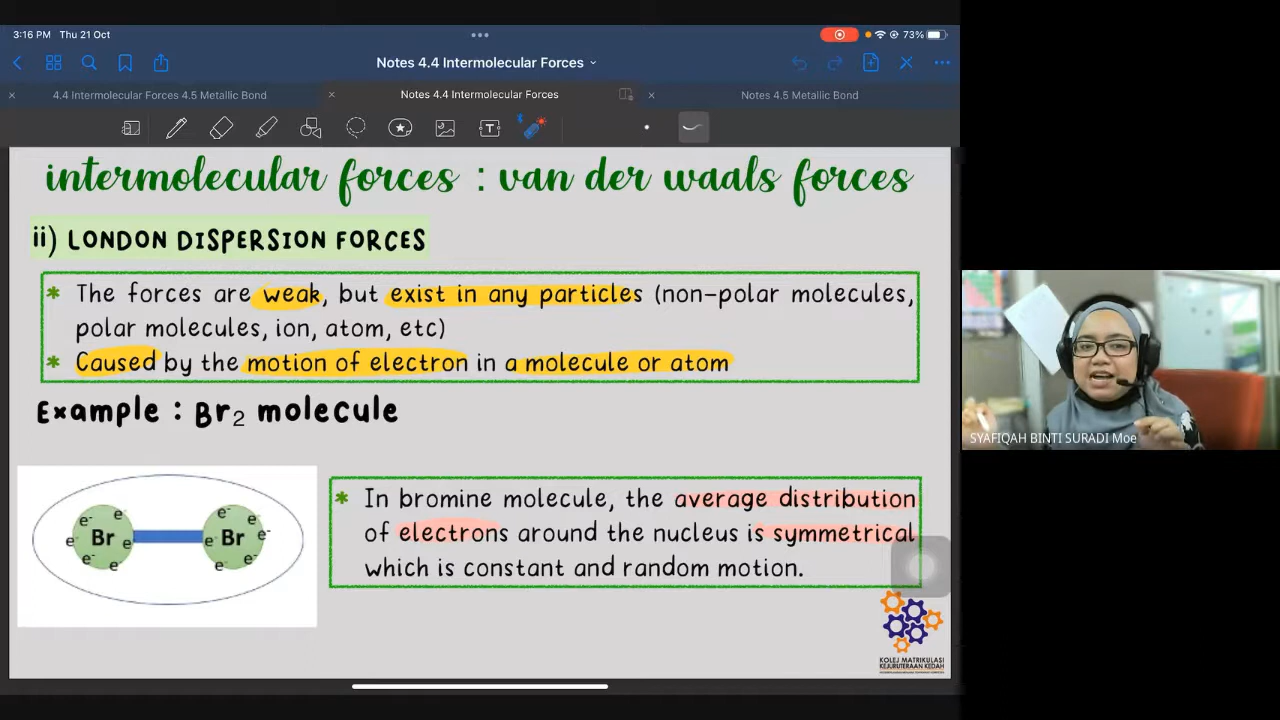 3:16 PM Thu 21 Oct
73%
Notes 4.4 Intermolecular Forces
4.4 Intermolecular Forces 4.5 Metallic Bond
Notes 4.4 Intermolecular Forces
Notes 4.5 Metallic Bond
intermolecular forces : van der waals forces
ii) LONDON DISPERSION FORCES
* The forces are weak, but exist in any particles (non-polar molecules,
polar molecules, ion, atom, etc)
* Caused by the motion of electron in a molecule or atom
Example : Br₂ molecule
e⁻ e⁻ e⁻ Br e e⁻ e⁻
e⁻ e⁻ e⁻ Br e⁻ e⁻ e⁻
* In bromine molecule, the average distribution
of electrons around the nucleus is symmetrical
which is constant and random motion.
KOLEJ MATRIKULASI
KEJURUTERAAN KEDAH
SYAFIQAH BINTI SURADI Moe